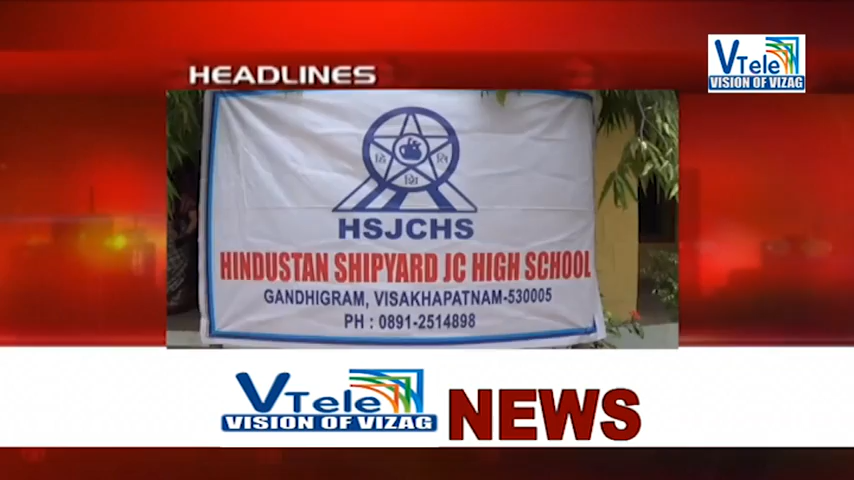 HEADLINES
VTele
VISION OF VIZAG
हि
लि
शि
HSJCHS
HINDUSTAN SHIPYARD JC HIGH SCHOOL
GANDHIGRAM, VISAKHAPATNAM-530005
PH : 0891-2514898
VTele
VISION OF VIZAG
NEWS